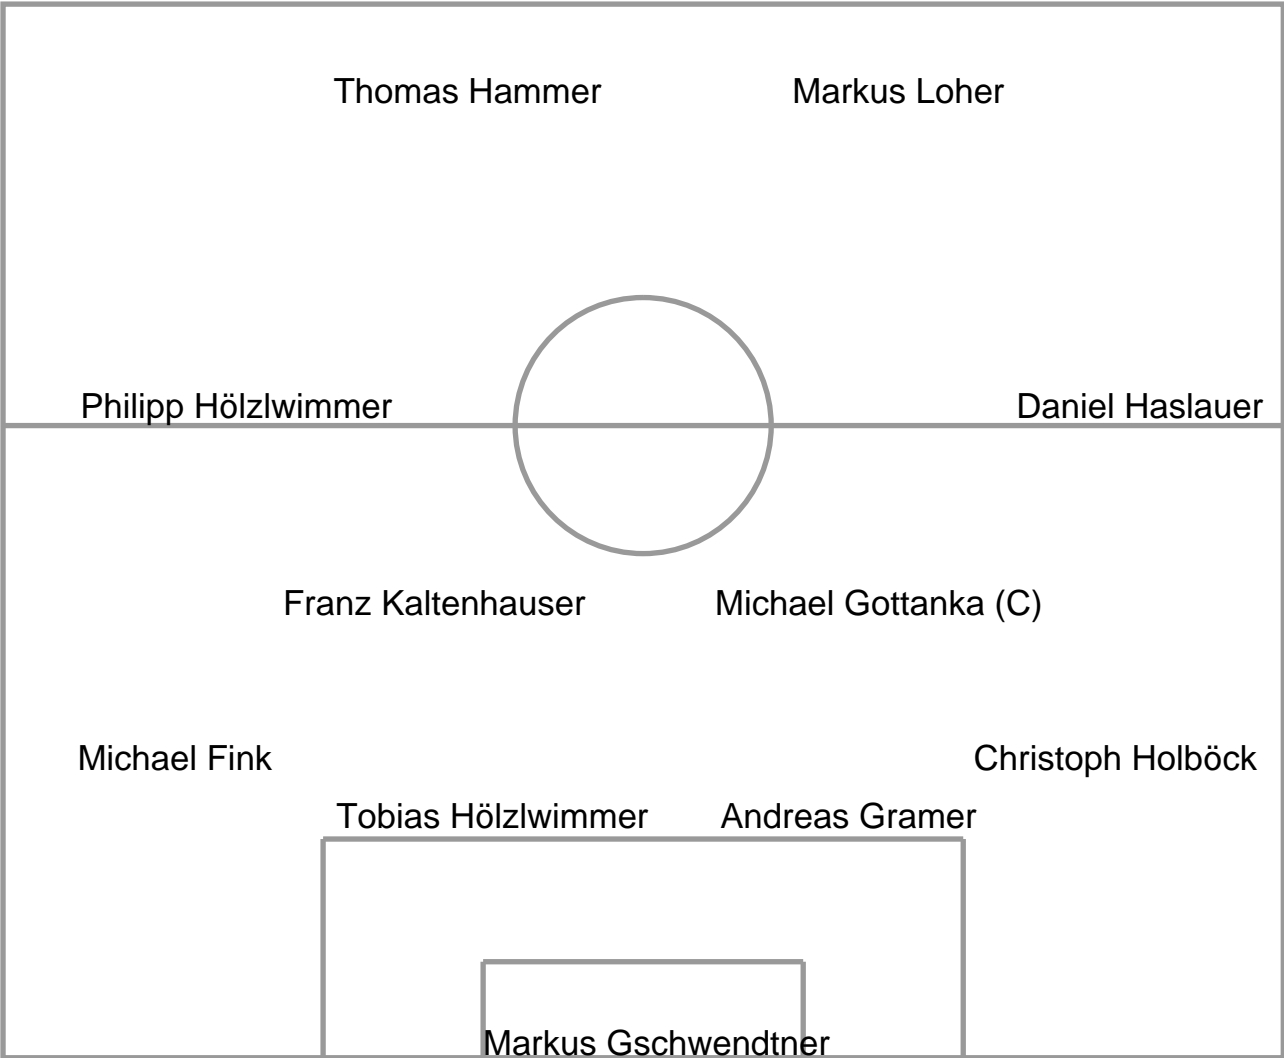 Thomas Hammer
Markus Loher
Philipp Hölzlwimmer
Daniel Haslauer
Franz Kaltenhauser
Michael Gottanka (C)
Michael Fink
Christoph Holböck
Tobias Hölzlwimmer
Andreas Gramer
Markus Gschwendtner